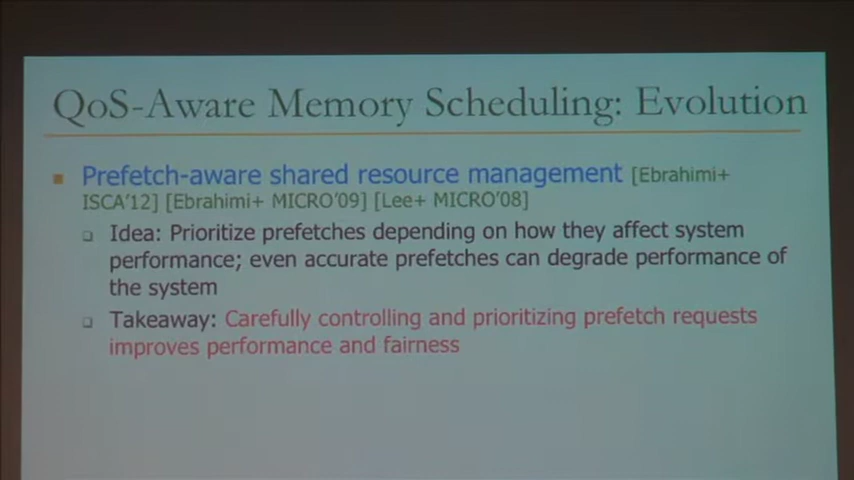 QoS-Aware Memory Scheduling: Evolution
Prefetch-aware shared resource management [Ebrahimi+
ISCA'12] [Ebrahimi+ MICRO'09] [Lee+ MICRO'08]
Idea: Prioritize prefetches depending on how they affect system
performance; even accurate prefetches can degrade performance of
the system
Takeaway: Carefully controlling and prioritizing prefetch requests
improves performance and fairness